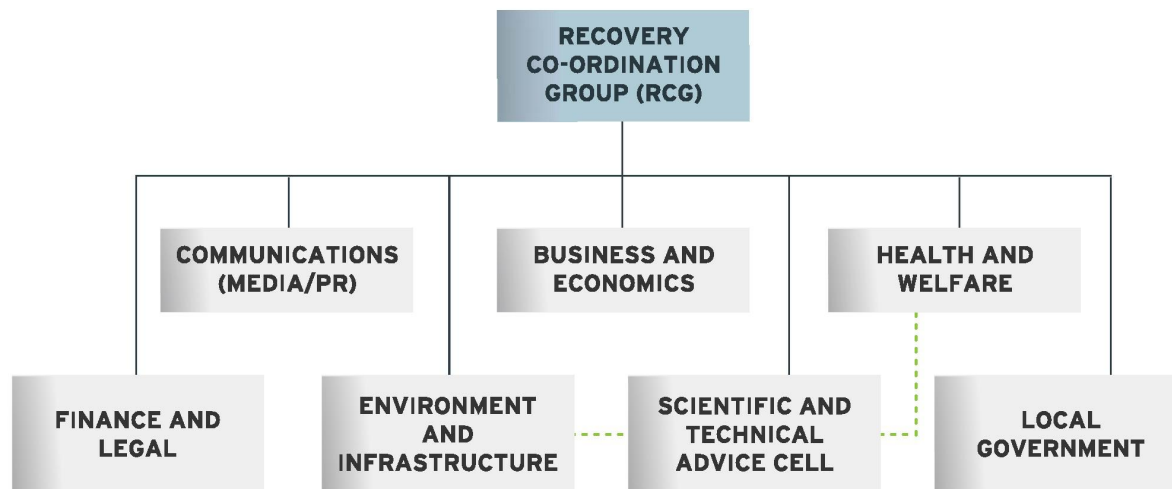 RECOVERY
CO-ORDINATION
GROUP (RCG)
COMMUNICATIONS
(MEDIA/PR)
BUSINESS AND
ECONOMICS
HEALTH AND
WELFARE
FINANCE AND
LEGAL
ENVIRONMENT
AND
INFRASTRUCTURE
SCIENTIFIC AND
TECHNICAL
ADVICE CELL
LOCAL
GOVERNMENT